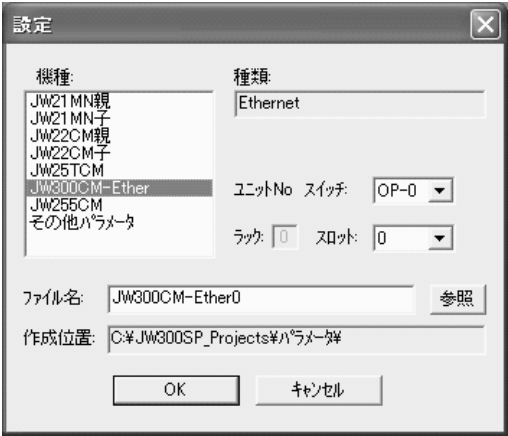 設定
機種:
JW21MN親
JW21MN子
JW22CM親
JW22CM子
JW25TCM
JW300CM-Ether
JW255CM
その他ﾊﾟﾗﾒｰﾀ
種類:
Ethernet
ﾕﾆｯﾄNo ｽｲｯﾁ: OP-0
ﾗｯｸ: 0 ｽﾛｯﾄ: 0
ﾌｧｲﾙ名: JW300CM-Ether0 参照
作成位置: C:¥JW300SP_Projects¥ﾊﾟﾗﾒｰﾀ¥
OK ｷｬﾝｾﾙ